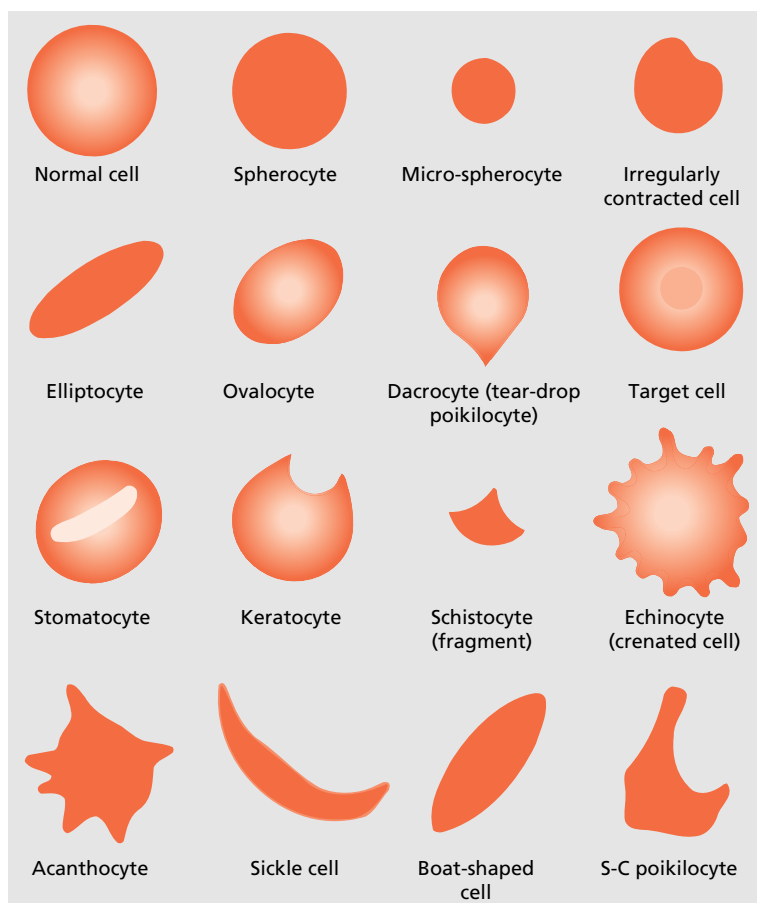 Normal cell
Spherocyte
Micro-spherocyte
Irregularly
contracted cell
Elliptocyte
Ovalocyte
Dacrocyte (tear-drop
poikilocyte)
Target cell
Stomatocyte
Keratocyte
Schistocyte
(fragment)
Echinocyte
(crenated cell)
Acanthocyte
Sickle cell
Boat-shaped
cell
S-C poikilocyte